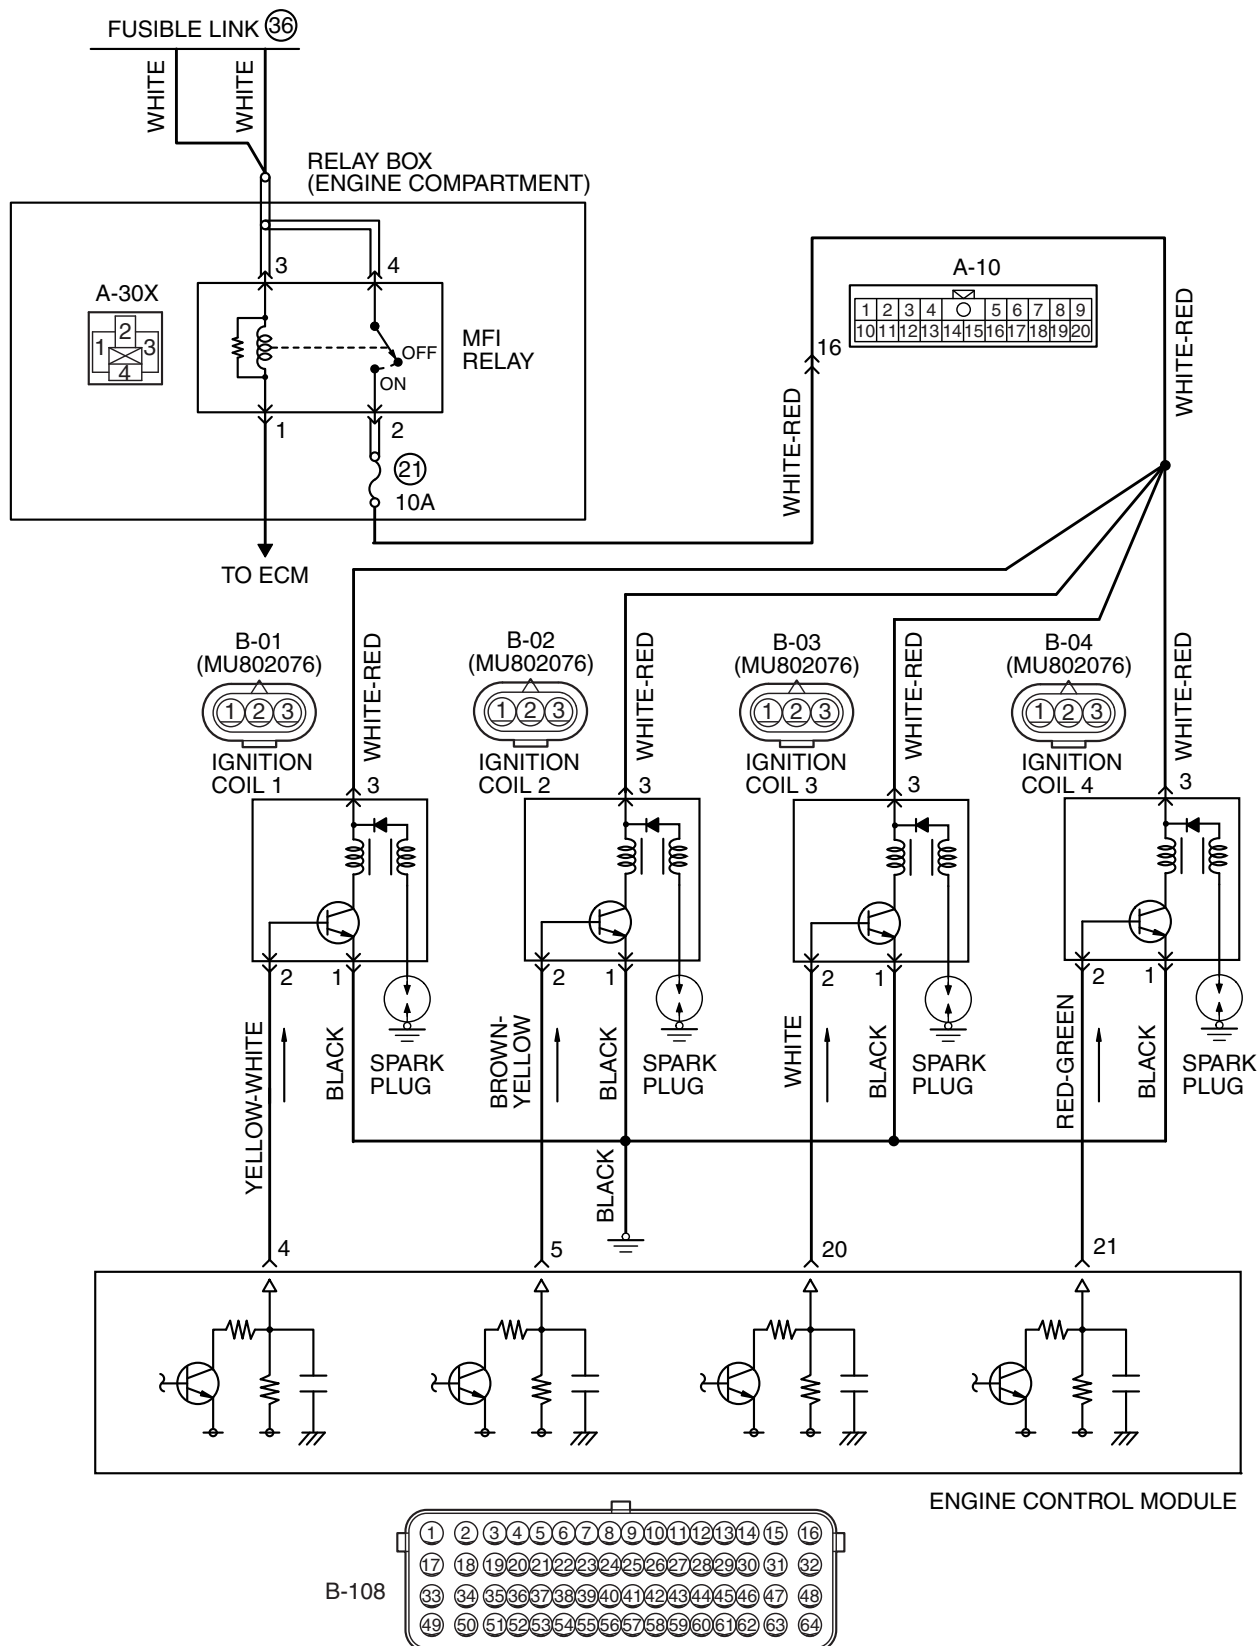 FUSIBLE LINK 36
WHITE
WHITE
RELAY BOX
(ENGINE COMPARTMENT)
3
4
A-30X
2
1
3
4
MFI
RELAY
OFF
ON
1
2
21
10A
TO ECM
A-10
1 2 3 4 5 6 7 8 9
10 11 12 13 14 15 16 17 18 19 20
16
WHITE-RED
WHITE-RED
B-01
(MU802076)
1 2 3
IGNITION
COIL 1
WHITE-RED
3
B-02
(MU802076)
1 2 3
IGNITION
COIL 2
WHITE-RED
3
B-03
(MU802076)
1 2 3
IGNITION
COIL 3
WHITE-RED
3
B-04
(MU802076)
1 2 3
IGNITION
COIL 4
WHITE-RED
3
2
1
YELLOW-WHITE
BLACK
SPARK
PLUG
2
1
BROWN-
YELLOW
BLACK
SPARK
PLUG
2
1
WHITE
BLACK
SPARK
PLUG
2
1
RED-GREEN
BLACK
SPARK
PLUG
BLACK
4
5
20
21
ENGINE CONTROL MODULE
B-108
1 2 3 4 5 6 7 8 9 10 11 12 13 14 15 16
17 18 19 20 21 22 23 24 25 26 27 28 29 30 31 32
33 34 35 36 37 38 39 40 41 42 43 44 45 46 47 48
49 50 51 52 53 54 55 56 57 58 59 60 61 62 63 64